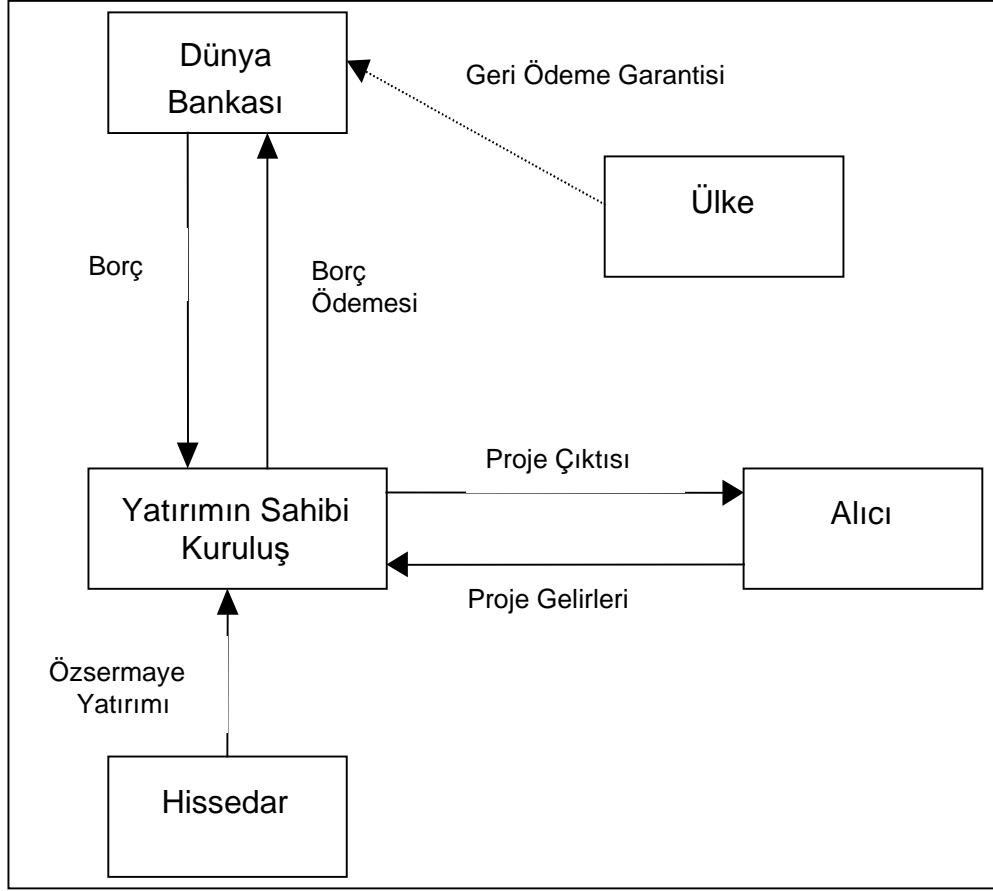 Dünya
Bankası
Geri Ödeme Garantisi
Ülke
Borç
Borç
Ödemesi
Proje Çıktısı
Yatırımın Sahibi
Kuruluş
Alıcı
Proje Gelirleri
Özsermaye
Yatırımı
Hissedar